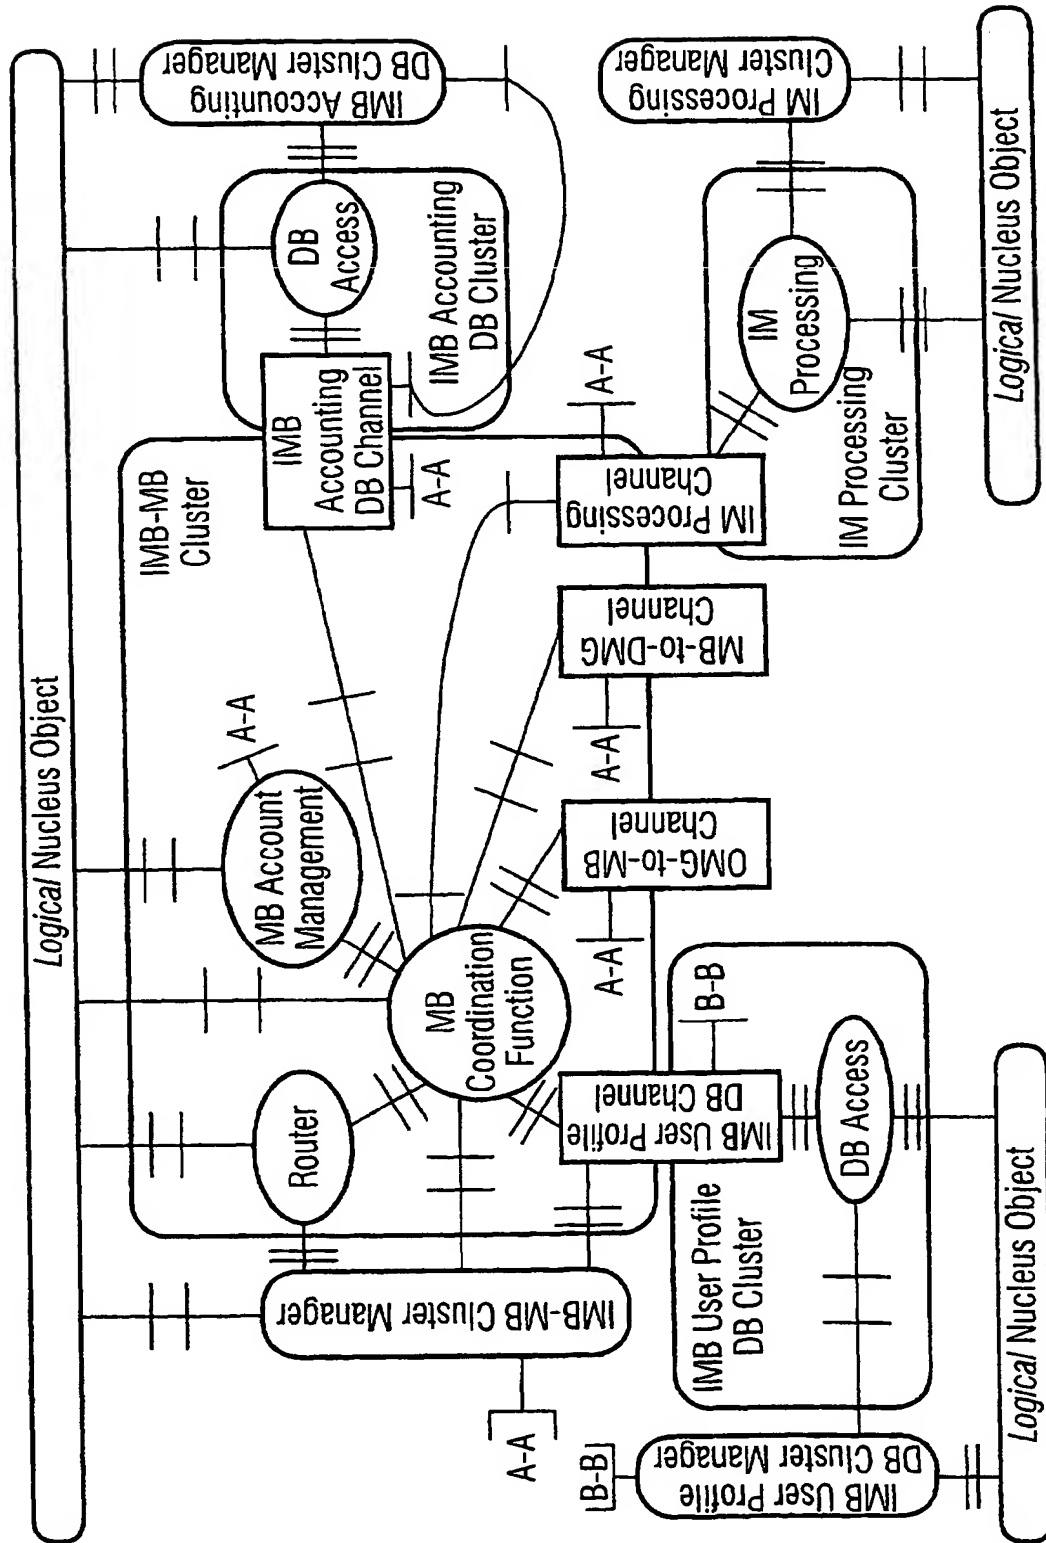 Logical Nucleus Object
IMB-MB Cluster Manager
A-A
Router
MB Account
Management
A-A
IMB-MB
Cluster
MB
Coordination
Function
IMB
Accounting
DB Channel
A-A
DB
Access
IMB Accounting
DB Cluster
IMB Accounting
DB Cluster Manager
IMB User Profile
DB Channel
B-B
OMG-to-MB
Channel
A-A
MB-to-DMG
Channel
A-A
IM Processing
Channel
A-A
IMB User Profile
DB Cluster
DB Access
IMB User Profile
DB Cluster Manager
B-B
Logical Nucleus Object
IM
Processing
IM Processing
Cluster
IM Processing
Cluster Manager
Logical Nucleus Object